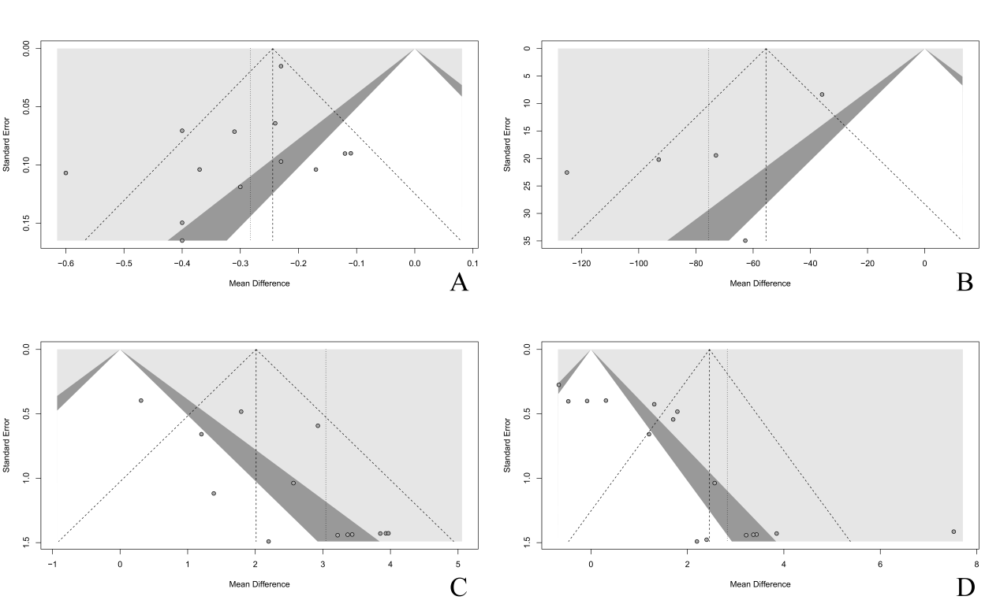 0.00
0.05
0.10
0.15
Standard Error
−0.6 −0.5 −0.4 −0.3 −0.2 −0.1 0.0 0.1
Mean Difference
A
0
5
10
15
20
25
30
35
Standard Error
−120 −100 −80 −60 −40 −20 0
Mean Difference
B
0.0
0.5
1.0
1.5
Standard Error
−1 0 1 2 3 4 5
Mean Difference
C
0.0
0.5
1.0
1.5
Standard Error
0 2 4 6 8
Mean Difference
D